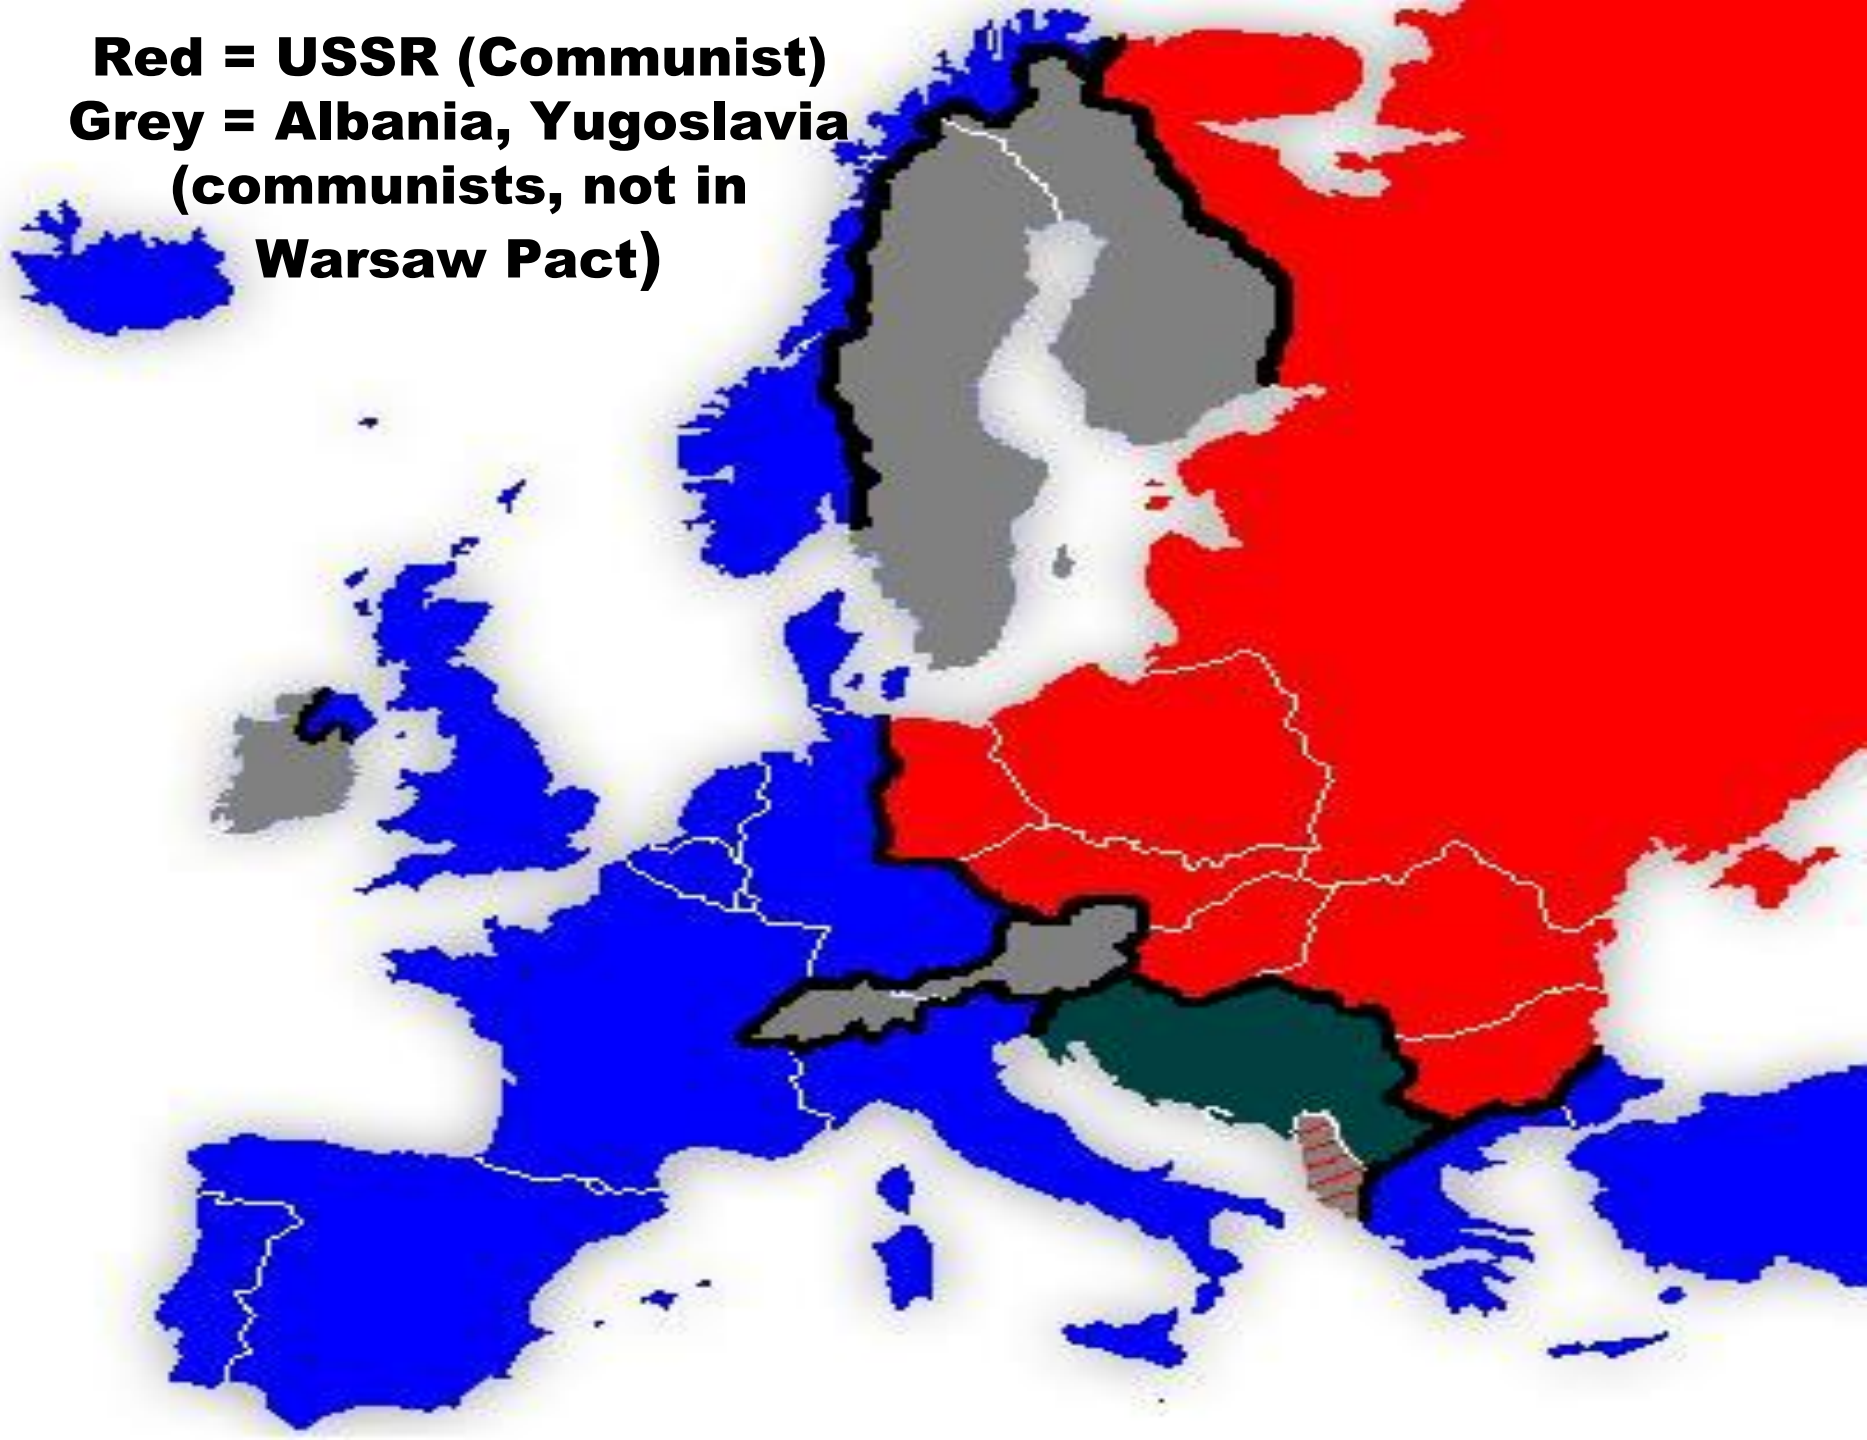 Red = USSR (Communist)
Grey = Albania, Yugoslavia
(communists, not in
Warsaw Pact)